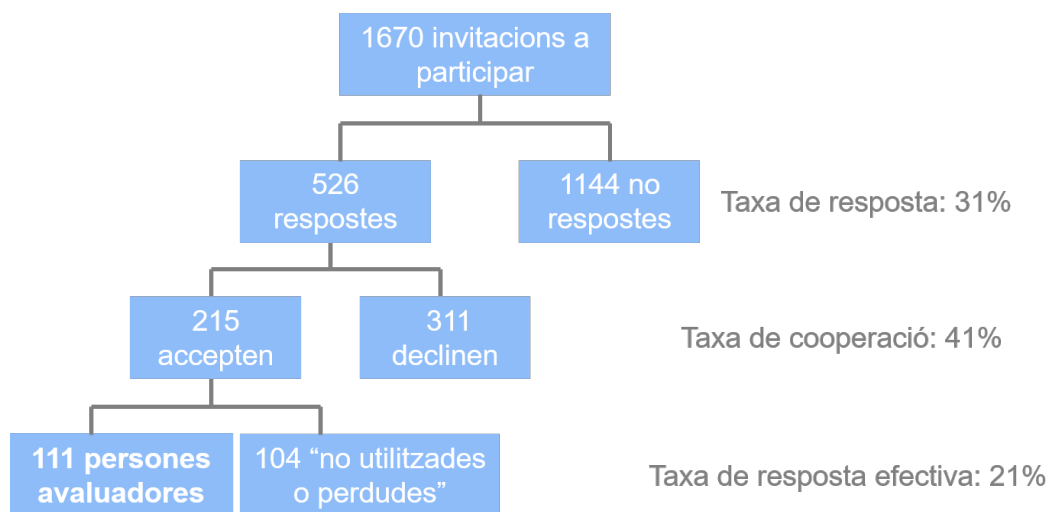 1670 invitacions a
participar
526
respostes
1144 no
respostes
Taxa de resposta: 31%
215
accepten
311
declinen
Taxa de cooperació: 41%
111 persones
avaluadores
104 “no utilitzades
o perdudes”
Taxa de resposta efectiva: 21%